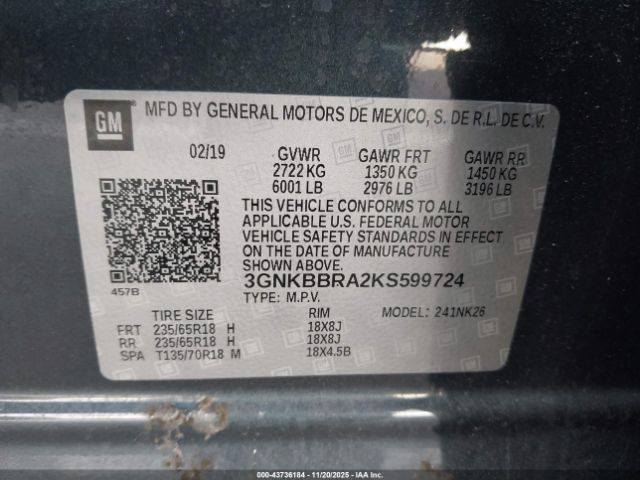 GM MFD BY GENERAL MOTORS DE MEXICO, S. DE R.L. DE C.V.
02/19 GVWR GAWR FRT GAWR RR
2722 KG 1350 KG 1450 KG
6001 LB 2976 LB 3196 LB
THIS VEHICLE CONFORMS TO ALL
APPLICABLE U.S. FEDERAL MOTOR
VEHICLE SAFETY STANDARDS IN EFFECT
ON THE DATE OF MANUFACTURE
SHOWN ABOVE.
457B 3GNKBBRA2KS599724
TYPE: M.P.V. MODEL: 241NK26
TIRE SIZE RIM
FRT 235/65R18 H 18X8J
RR 235/65R18 H 18X8J
SPA T135/70R18 M 18X4.5B
000-43736184 - 11/20/2025 - IAA Inc.